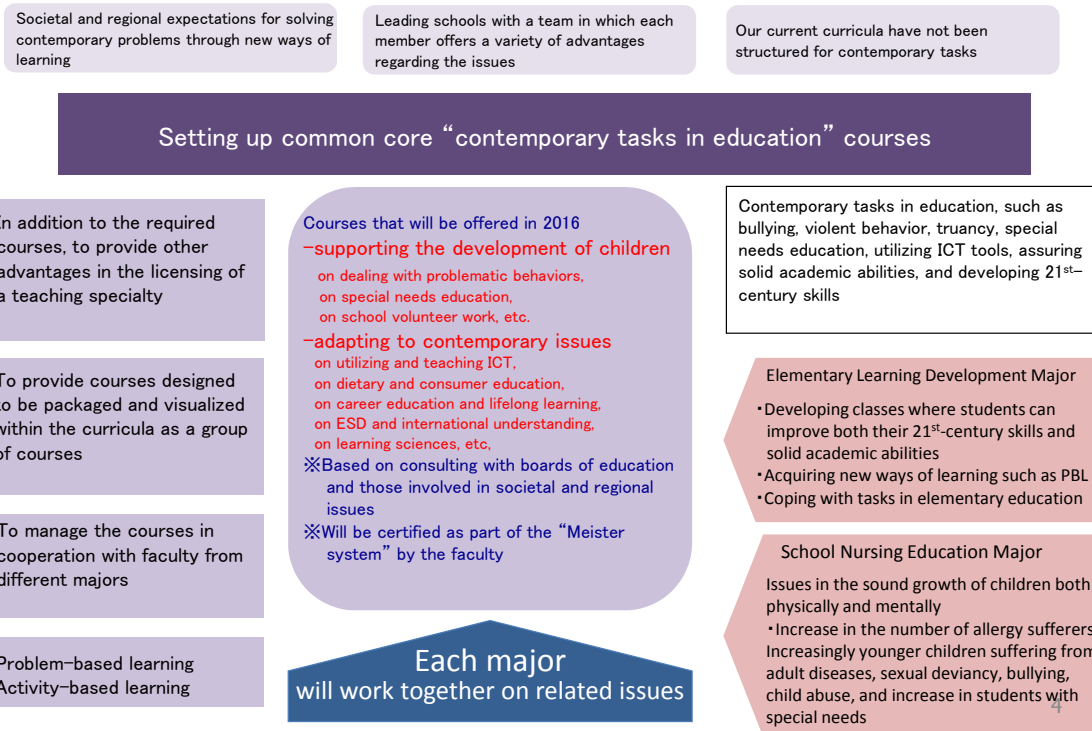 Societal and regional expectations for solving
contemporary problems through new ways of
learning
Leading schools with a team in which each
member offers a variety of advantages
regarding the issues
Our current curricula have not been
structured for contemporary tasks
Setting up common core “contemporary tasks in education” courses
In addition to the required
courses, to provide other
advantages in the licensing of
a teaching specialty
To provide courses designed
to be packaged and visualized
within the curricula as a group
of courses
To manage the courses in
cooperation with faculty from
different majors
Problem-based learning
Activity-based learning
Courses that will be offered in 2016
-supporting the development of children
on dealing with problematic behaviors,
on special needs education,
on school volunteer work, etc.
-adapting to contemporary issues
on utilizing and teaching ICT,
on dietary and consumer education,
on career education and lifelong learning,
on ESD and international understanding,
on learning sciences, etc,
※Based on consulting with boards of education
and those involved in societal and regional
issues
※Will be certified as part of the “Meister
system” by the faculty
Each major
will work together on related issues
Contemporary tasks in education, such as
bullying, violent behavior, truancy, special
needs education, utilizing ICT tools, assuring
solid academic abilities, and developing 21st-
century skills
Elementary Learning Development Major
・Developing classes where students can
improve both their 21st-century skills and
solid academic abilities
・Acquiring new ways of learning such as PBL
・Coping with tasks in elementary education
School Nursing Education Major
Issues in the sound growth of children both
physically and mentally
・Increase in the number of allergy sufferers
Increasingly younger children suffering from
adult diseases, sexual deviancy, bullying,
child abuse, and increase in students with
special needs
4